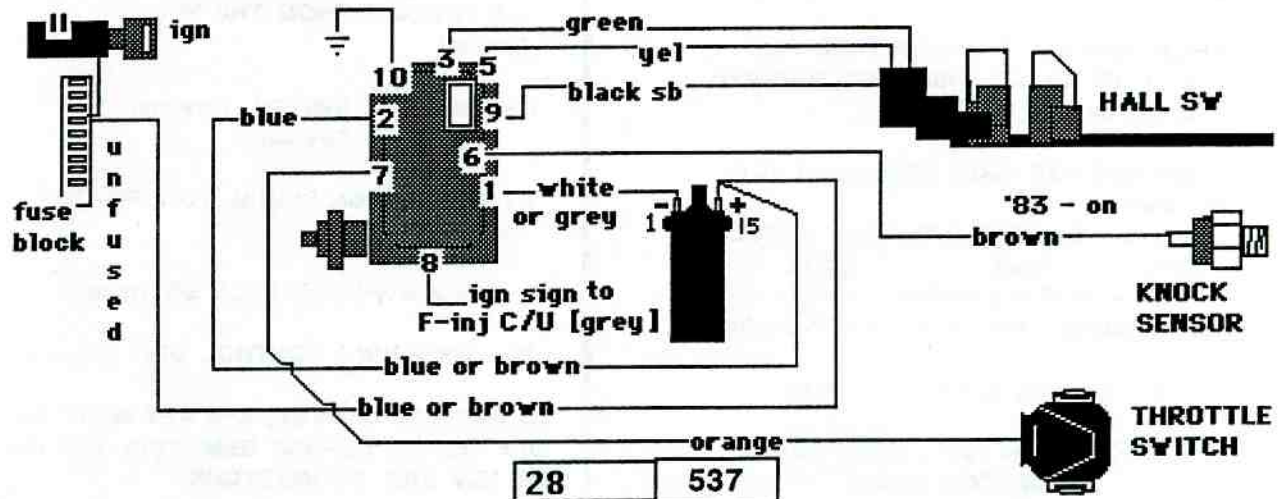 ign
green
yel
black sb
HALL SW
3
5
10
9
2
blue
6
7
1
white
or grey
- +
1 15
'83 - on
brown
KNOCK
SENSOR
fuse
block
unfused
8
ign sign to
F-inj C/U [grey]
blue or brown
blue or brown
orange
THROTTLE
SWITCH
28 537